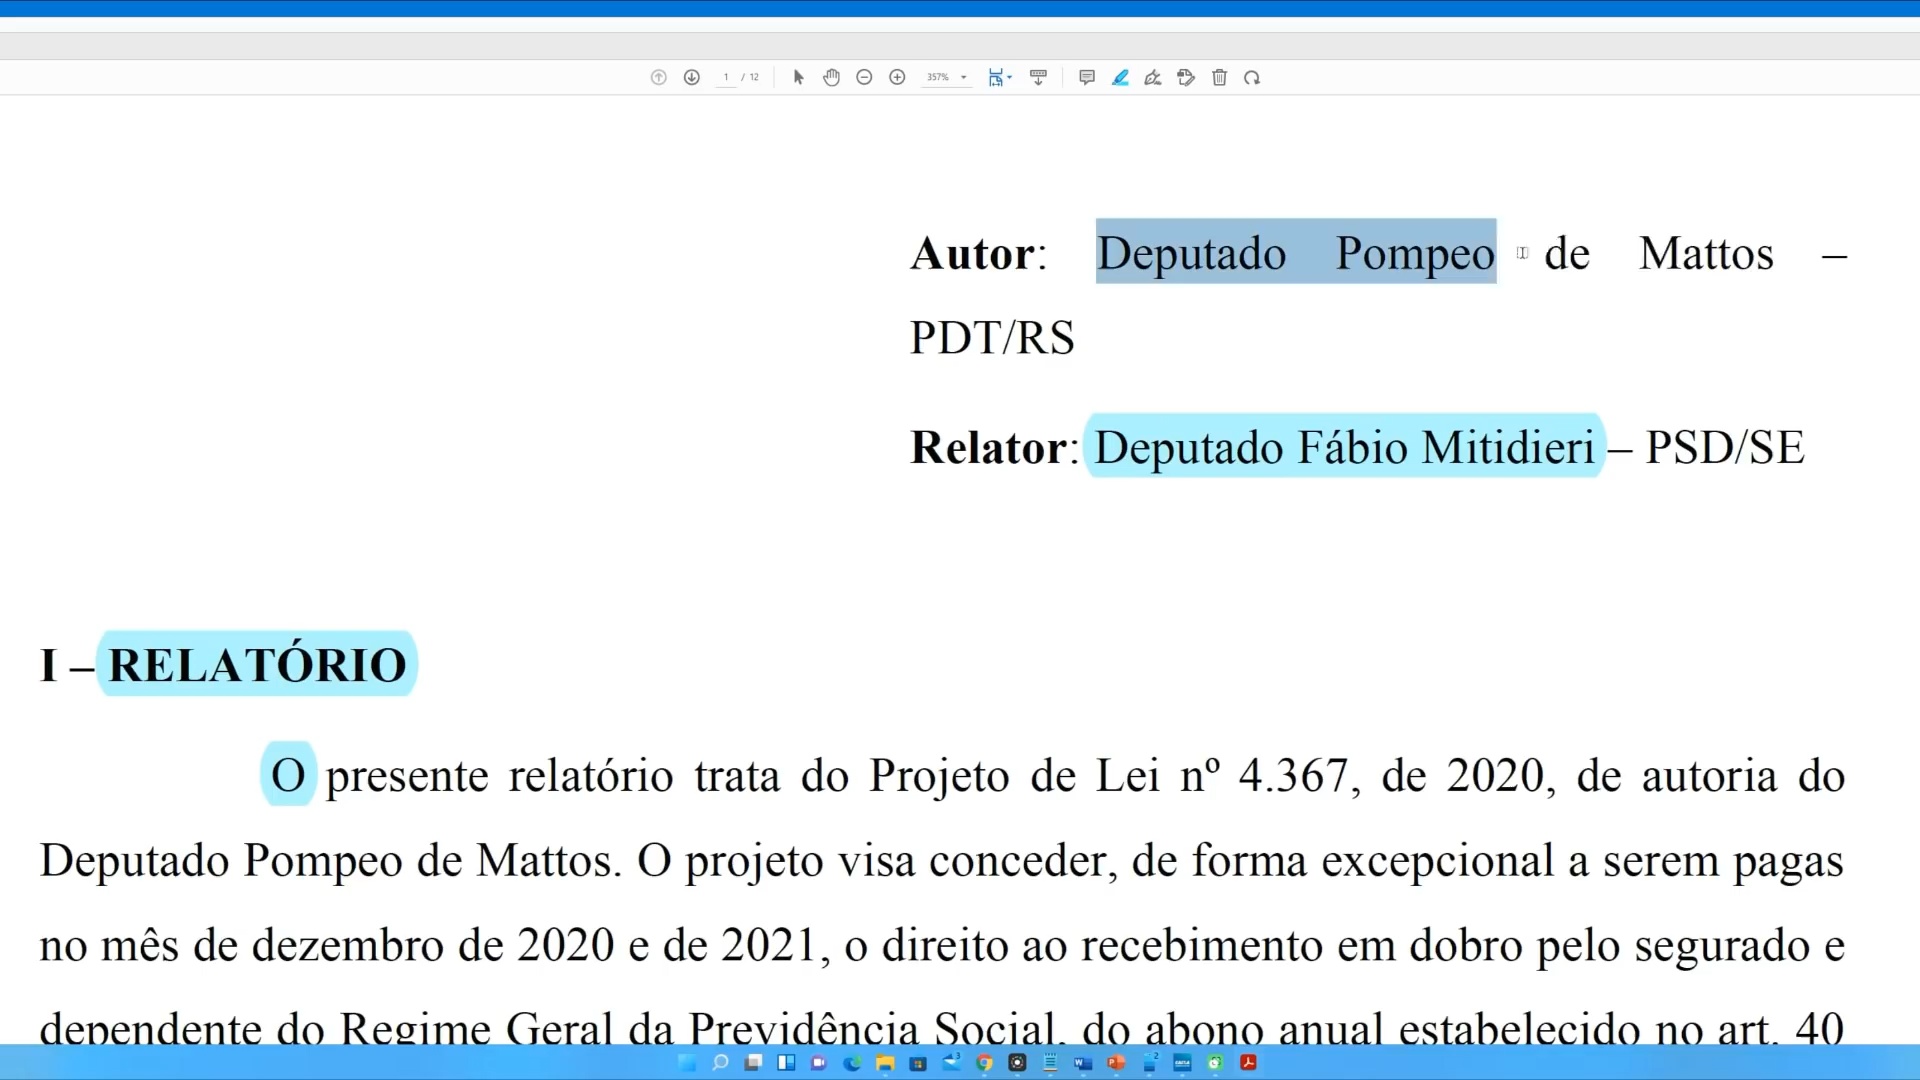 1 / 12
357%
Autor: Deputado Pompeo de Mattos –
PDT/RS
Relator: Deputado Fábio Mitidieri – PSD/SE
I – RELATÓRIO
O presente relatório trata do Projeto de Lei nº 4.367, de 2020, de autoria do
Deputado Pompeo de Mattos. O projeto visa conceder, de forma excepcional a serem pagas
no mês de dezembro de 2020 e de 2021, o direito ao recebimento em dobro pelo segurado e
dependente do Regime Geral da Previdência Social, do abono anual estabelecido no art. 40